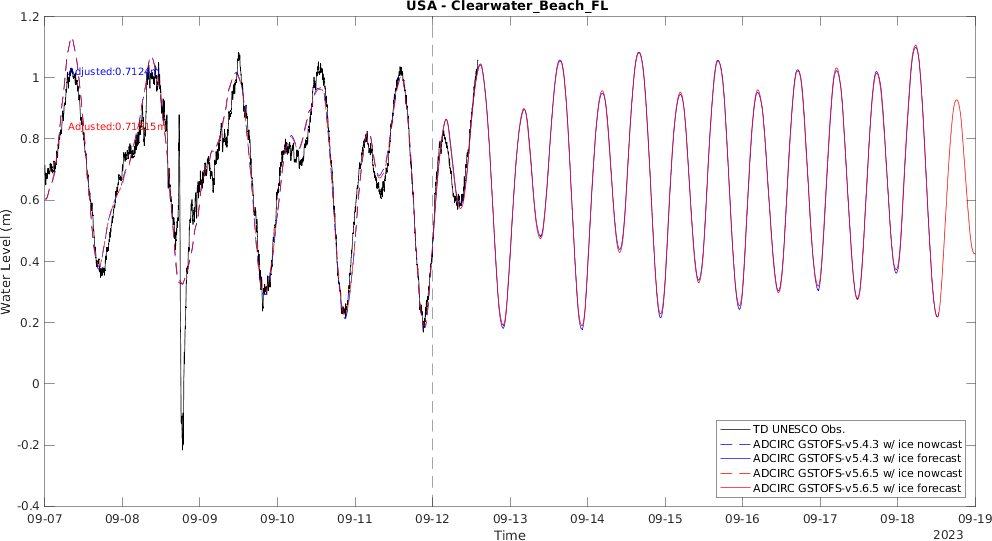 USA - Clearwater_Beach_FL
1.2
1
0.8
0.6
0.4
0.2
0
-0.2
-0.4
Water Level (m)
Adjusted:0.7124m
TD UNESCO Obs.
ADCIRC GSTOFS-v5.4.3 w/ ice nowcast
ADCIRC GSTOFS-v5.4.3 w/ ice forecast
ADCIRC GSTOFS-v5.6.5 w/ ice nowcast
ADCIRC GSTOFS-v5.6.5 w/ ice forecast
09-07 09-08 09-09 09-10 09-11 09-12 09-13 09-14 09-15 09-16 09-17 09-18 09-19
Time
2023